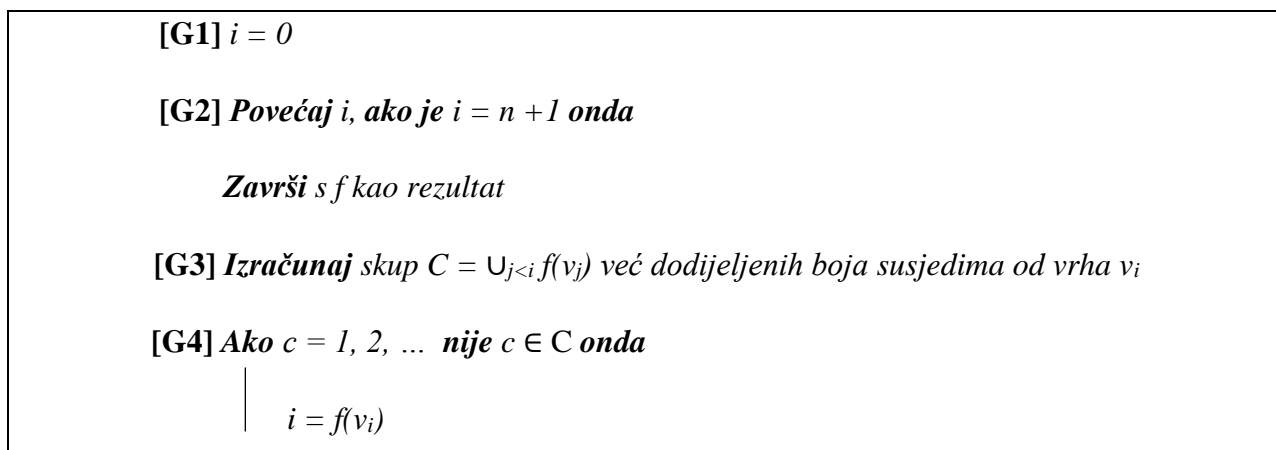 [G1] i = 0
[G2] Povećaj i, ako je i = n +1 onda
Završi s f kao rezultat
[G3] Izračunaj skup C = ∪j<i f(vj) već dodijeljenih boja susjedima od vrha vi
[G4] Ako c = 1, 2, … nije c ∈ C onda
i = f(vi)